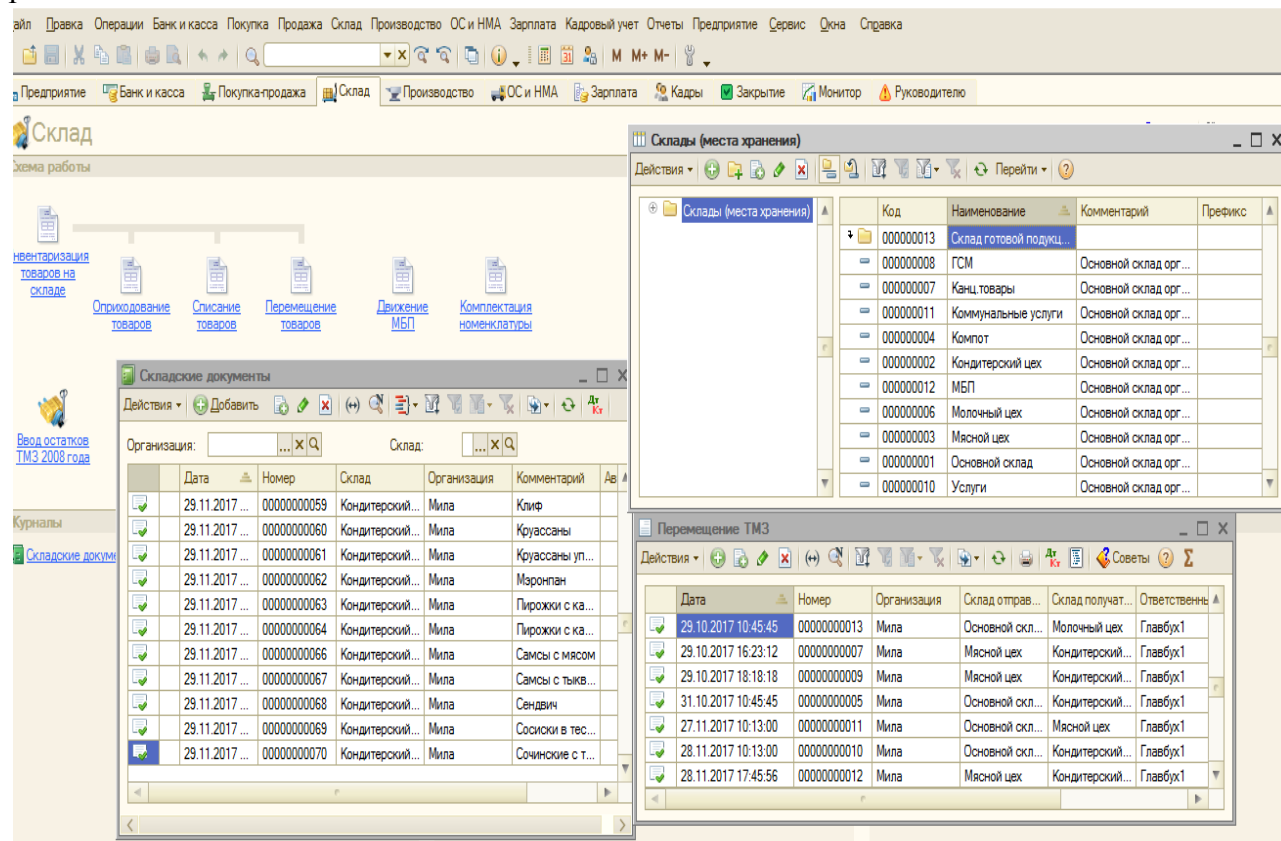 айл Правка Операции Банк и касса Покупка Продажа Склад Производство ОС и НМА Зарплата Кадровый учет Отчеты Предприятие Сервис Окна Справка
M M+ M-
Предприятие Банк и касса Покупка-продажа Склад Производство ОС и НМА Зарплата Кадры Закрытие Монитор Руководителю
Склад
Схема работы
нвентаризация
товаров на
складе
Оприходование
товаров
Списание
товаров
Перемещение
товаров
Движение
МБП
Комплектация
номенклатуры
Ввод остатков
ТМЗ 2008 года
Журналы
Складские докуме
Склады (места хранения)
Действия Перейти
Склады (места хранения)
Код Наименование Комментарий Префикс
000000013 Склад готовой подукц...
000000008 ГСМ Основной склад орг...
000000007 Канц.товары Основной склад орг...
000000011 Коммунальные услуги Основной склад орг...
000000004 Компот Основной склад орг...
000000002 Кондитерский цех Основной склад орг...
000000012 МБП Основной склад орг...
000000006 Молочный цех Основной склад орг...
000000003 Мясной цех Основной склад орг...
000000001 Основной склад Основной склад орг...
000000010 Услуги Основной склад орг...
Складские документы
Действия Добавить Дт Кт
Организация: ... Склад: ...
Дата Номер Склад Организация Комментарий Ав
29.11.2017 ... 00000000059 Кондитерский... Мила Клиф
29.11.2017 ... 00000000060 Кондитерский... Мила Круассаны
29.11.2017 ... 00000000061 Кондитерский... Мила Круассаны уп...
29.11.2017 ... 00000000062 Кондитерский... Мила Мэронпан
29.11.2017 ... 00000000063 Кондитерский... Мила Пирожки с ка...
29.11.2017 ... 00000000064 Кондитерский... Мила Пирожки с ка...
29.11.2017 ... 00000000066 Кондитерский... Мила Самсы с мясом
29.11.2017 ... 00000000067 Кондитерский... Мила Самсы с тыкв...
29.11.2017 ... 00000000068 Кондитерский... Мила Сендвич
29.11.2017 ... 00000000069 Кондитерский... Мила Сосиски в тес...
29.11.2017 ... 00000000070 Кондитерский... Мила Сочинские с т...
Перемещение ТМЗ
Действия Дт Кт Советы Σ
Дата Номер Организация Склад отправ... Склад получат... Ответственнь
29.10.2017 10:45:45 00000000013 Мила Основной скл... Молочный цех Главбух1
29.10.2017 16:23:12 00000000007 Мила Мясной цех Кондитерский... Главбух1
29.10.2017 18:18:18 00000000009 Мила Мясной цех Кондитерский... Главбух1
31.10.2017 10:45:45 00000000005 Мила Основной скл... Кондитерский... Главбух1
27.11.2017 10:13:00 00000000011 Мила Основной скл... Мясной цех Главбух1
28.11.2017 10:13:00 00000000010 Мила Основной скл... Кондитерский... Главбух1
28.11.2017 17:45:56 00000000012 Мила Мясной цех Кондитерский... Главбух1